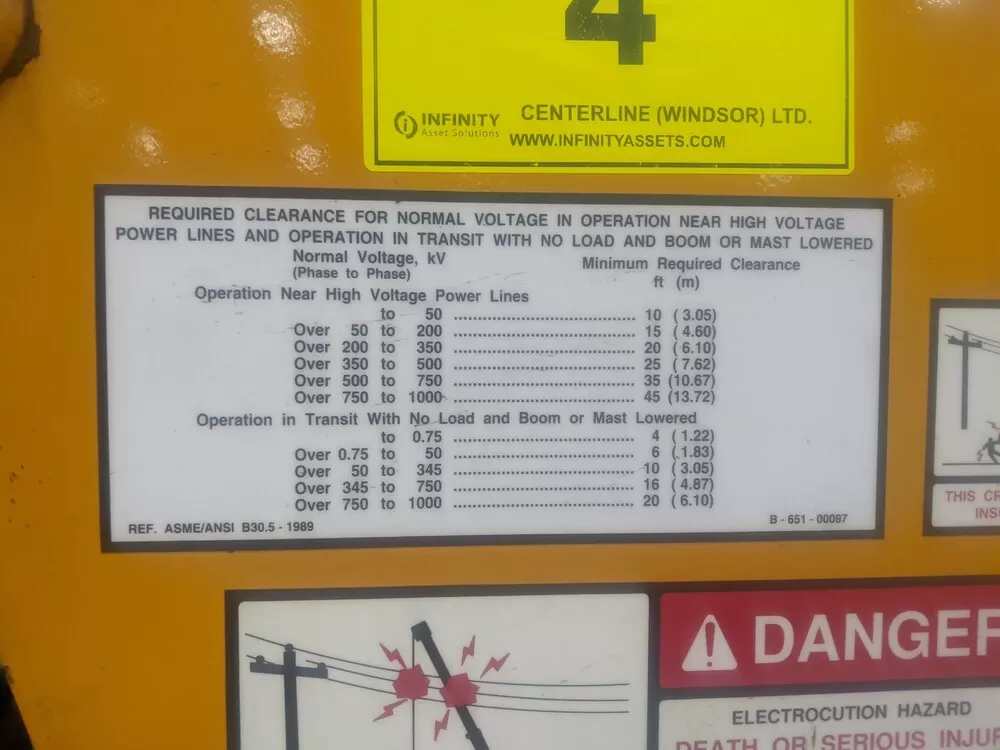 4
INFINITY
Asset Solutions
CENTERLINE (WINDSOR) LTD.
WWW.INFINITYASSETS.COM
REQUIRED CLEARANCE FOR NORMAL VOLTAGE IN OPERATION NEAR HIGH VOLTAGE
POWER LINES AND OPERATION IN TRANSIT WITH NO LOAD AND BOOM OR MAST LOWERED
Normal Voltage, kV Minimum Required Clearance
(Phase to Phase) ft (m)
Operation Near High Voltage Power Lines
to 50 .......... 10 (3.05)
Over 50 to 200 .......... 15 (4.60)
Over 200 to 350 .......... 20 (6.10)
Over 350 to 500 .......... 25 (7.62)
Over 500 to 750 .......... 35 (10.67)
Over 750 to 1000 .......... 45 (13.72)
Operation in Transit With No Load and Boom or Mast Lowered
to 0.75 .......... 4 (1.22)
Over 0.75 to 50 .......... 6 (1.83)
Over 50 to 345 .......... 10 (3.05)
Over 345 to 750 .......... 16 (4.87)
Over 750 to 1000 .......... 20 (6.10)
REF. ASME/ANSI B30.5 - 1989 B - 651 - 00097
THIS
DANGER
ELECTROCUTION HAZARD
DEATH OR SERIOUS